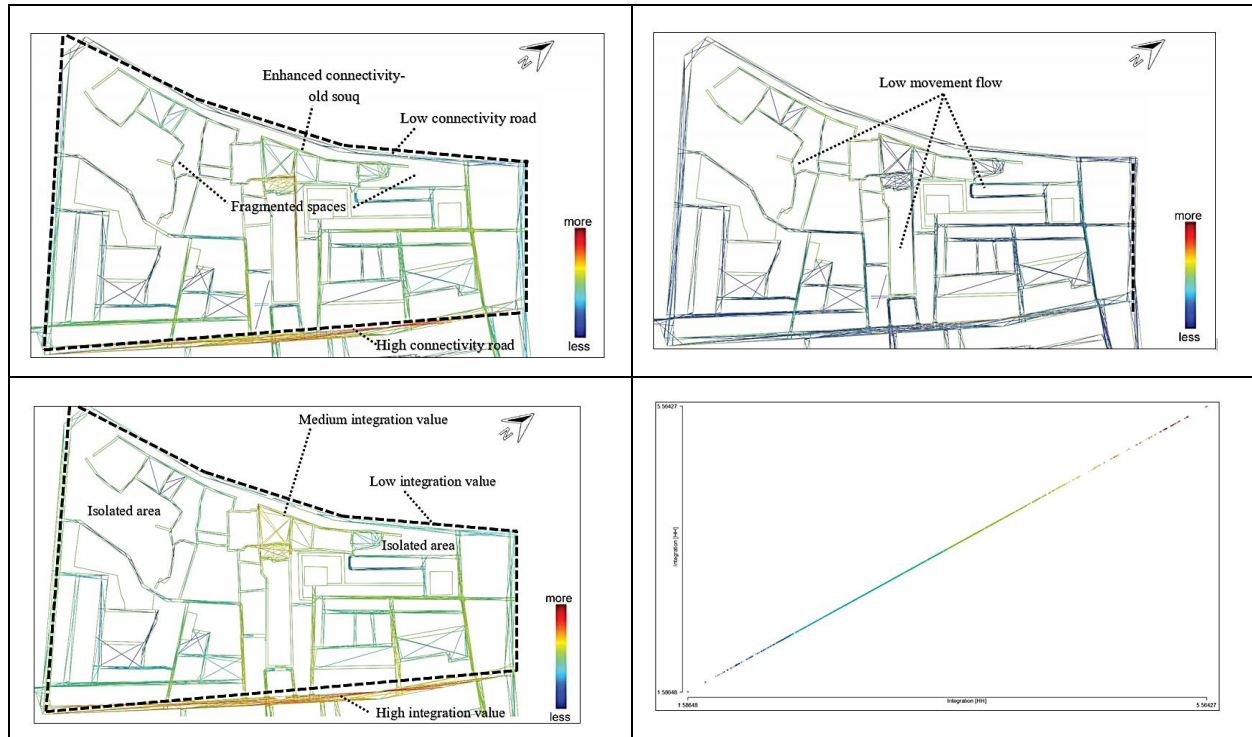 N
Enhanced connectivity-
old souq
Low connectivity road
Fragmented spaces
more
less
High connectivity road
N
Low movement flow
more
less
N
Medium integration value
Low integration value
Isolated area
Isolated area
more
less
High integration value
5.56427
Integration [HH]
1.58648
1.58648
Integration [HH]
5.56427